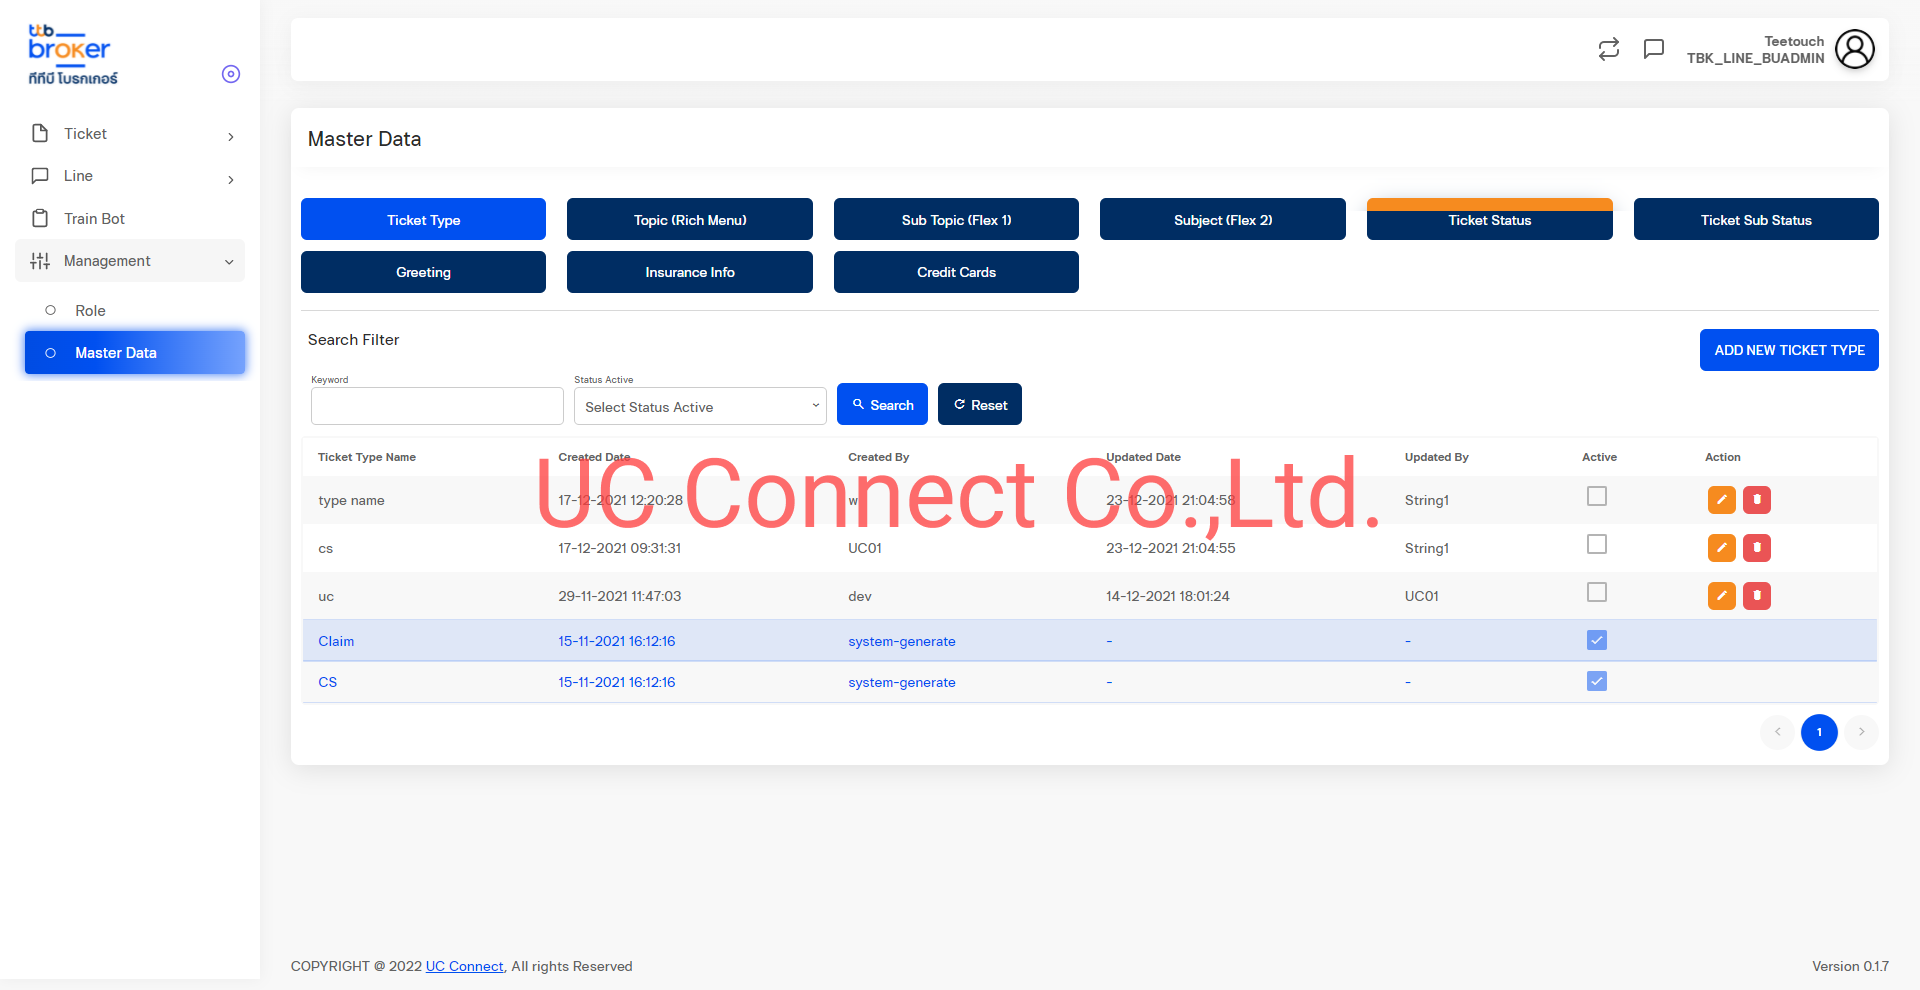 ttb
broker
ทีทีบี โบรกเกอร์
Ticket
Line
Train Bot
Management
Role
Master Data
Teetouch
TBK_LINE_BUADMIN
Master Data
Ticket Type
Topic (Rich Menu)
Sub Topic (Flex 1)
Subject (Flex 2)
Ticket Status
Ticket Sub Status
Greeting
Insurance Info
Credit Cards
Search Filter
ADD NEW TICKET TYPE
Keyword
Status Active
Select Status Active
Search
Reset
Ticket Type Name Created Date Created By Updated Date Updated By Active Action
type name 17-12-2021 12:20:28 w 23-12-2021 21:04:58 String1
UC Connect Co.,Ltd.
cs 17-12-2021 09:31:31 UC01 23-12-2021 21:04:55 String1
uc 29-11-2021 11:47:03 dev 14-12-2021 18:01:24 UC01
Claim 15-11-2021 16:12:16 system-generate - -
CS 15-11-2021 16:12:16 system-generate - -
1
COPYRIGHT @ 2022 UC Connect, All rights Reserved
Version 0.1.7